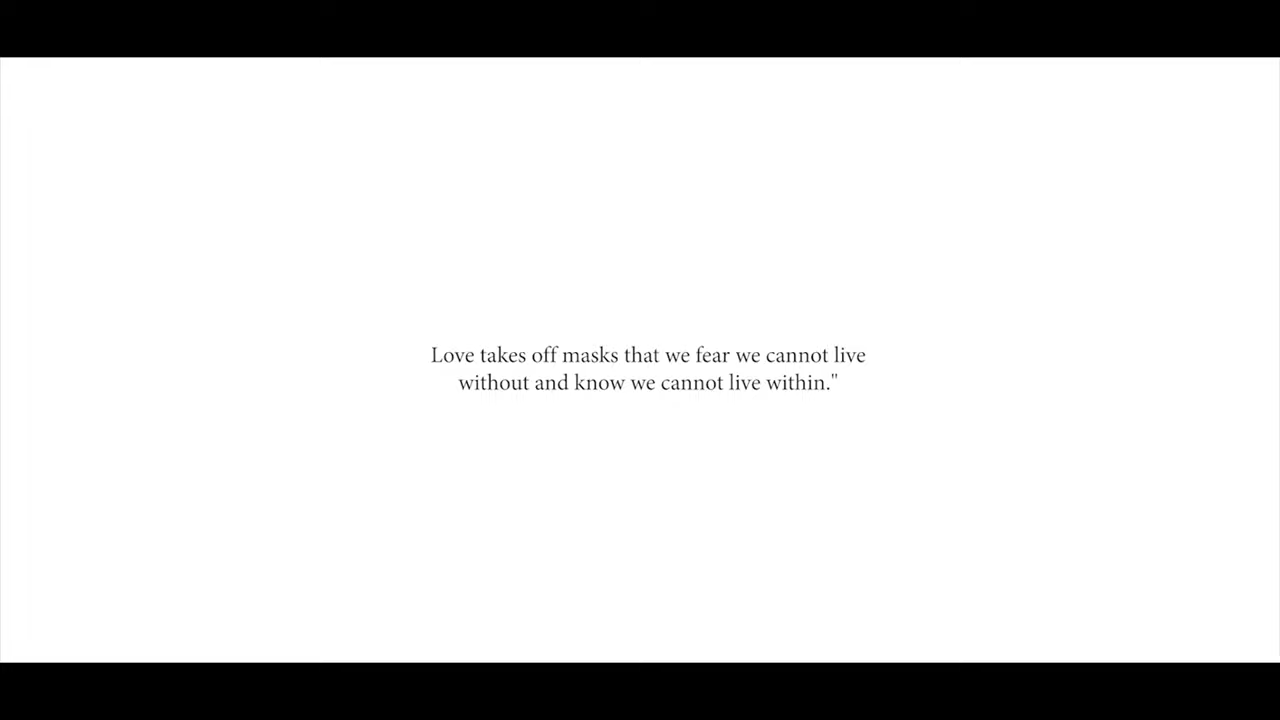 Love takes off masks that we fear we cannot live
without and know we cannot live within."